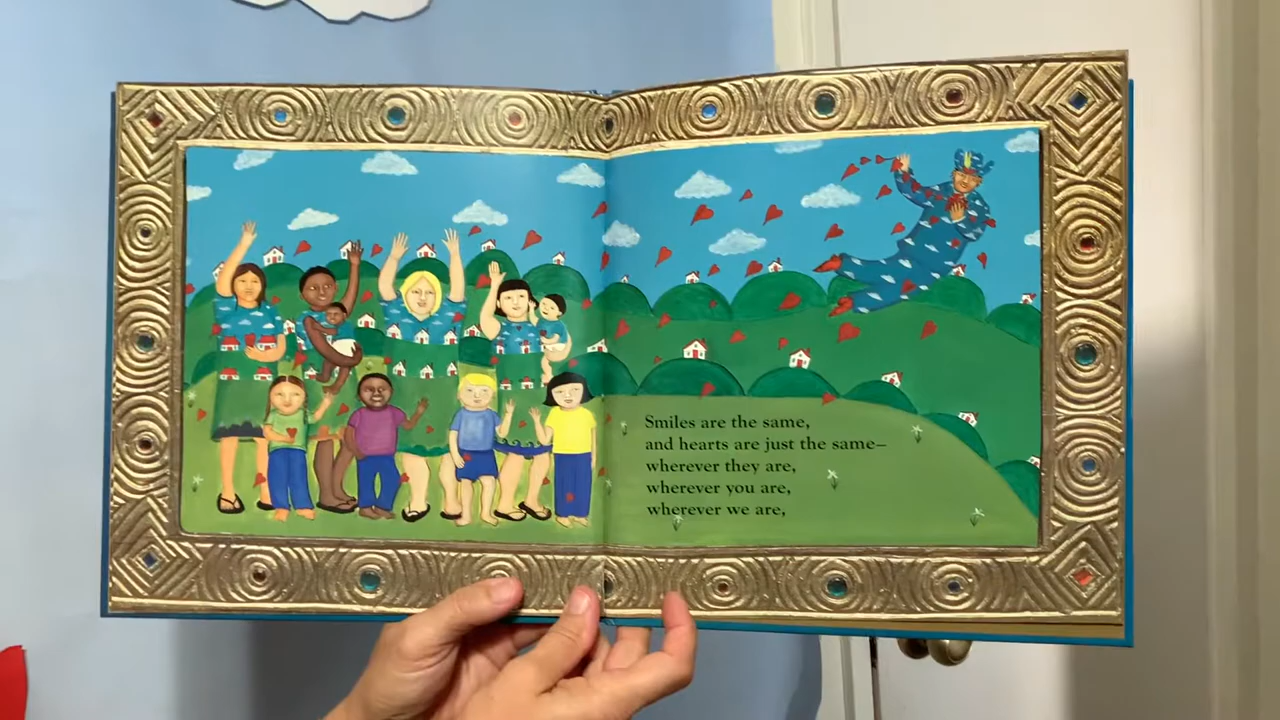 Smiles are the same,
and hearts are just the same—
wherever they are,
wherever you are,
wherever we are,